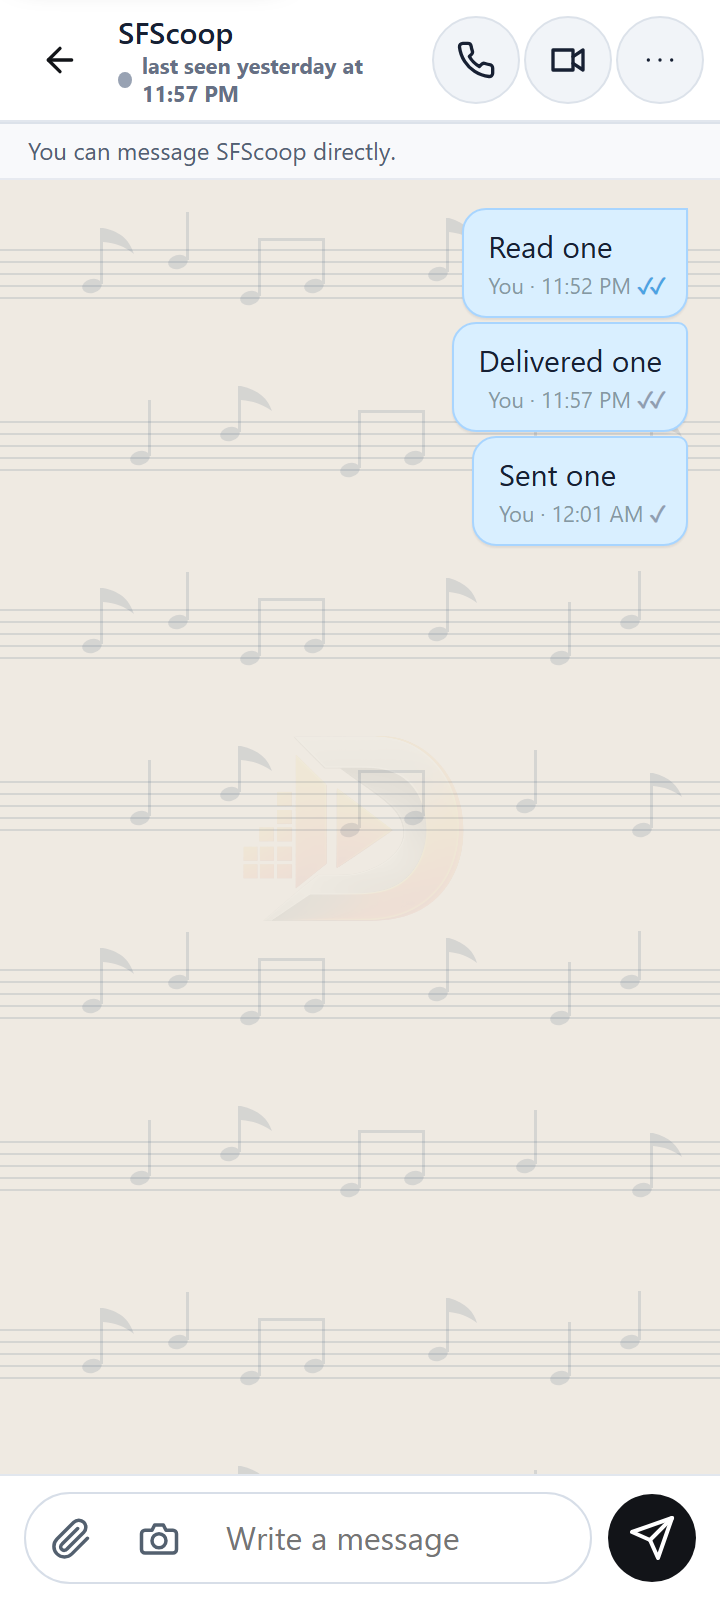 SFScoop
last seen yesterday at
11:57 PM
You can message SFScoop directly.
Read one
You · 11:52 PM
Delivered one
You · 11:57 PM
Sent one
You · 12:01 AM
Write a message